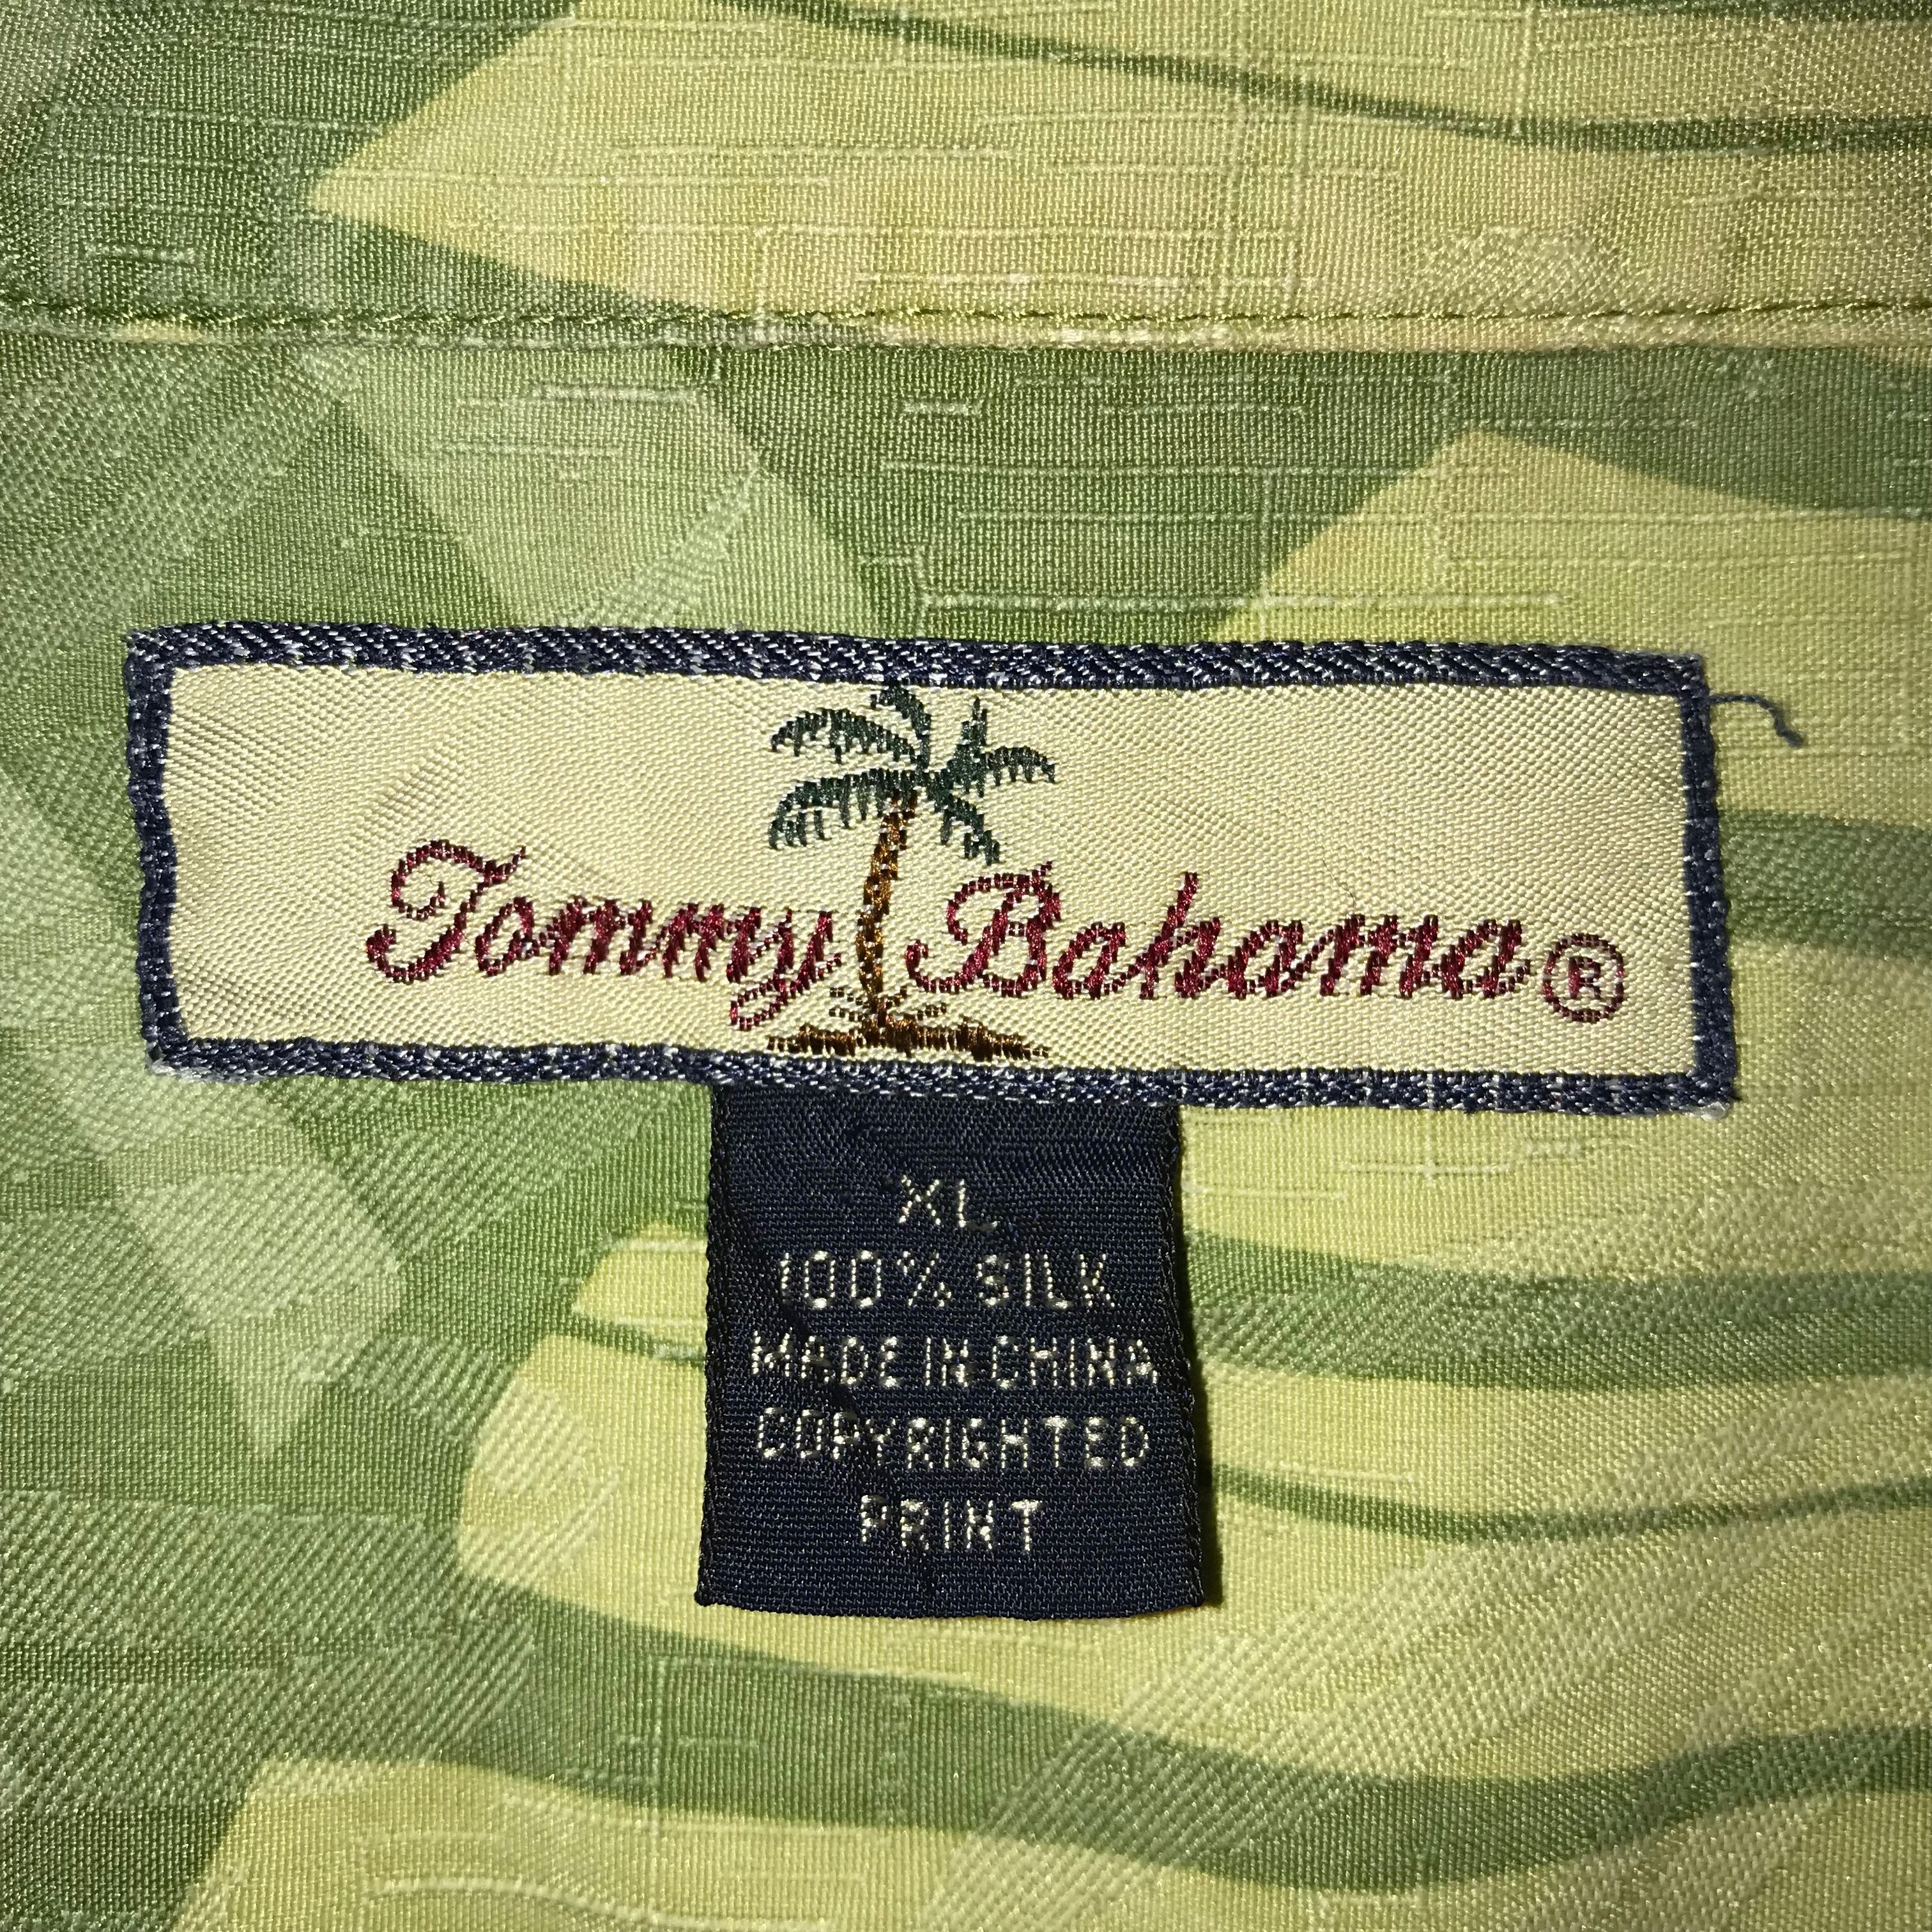 Tommy Bahama®
XL
100% SILK
MADE IN CHINA
COPYRIGHTED
PRINT